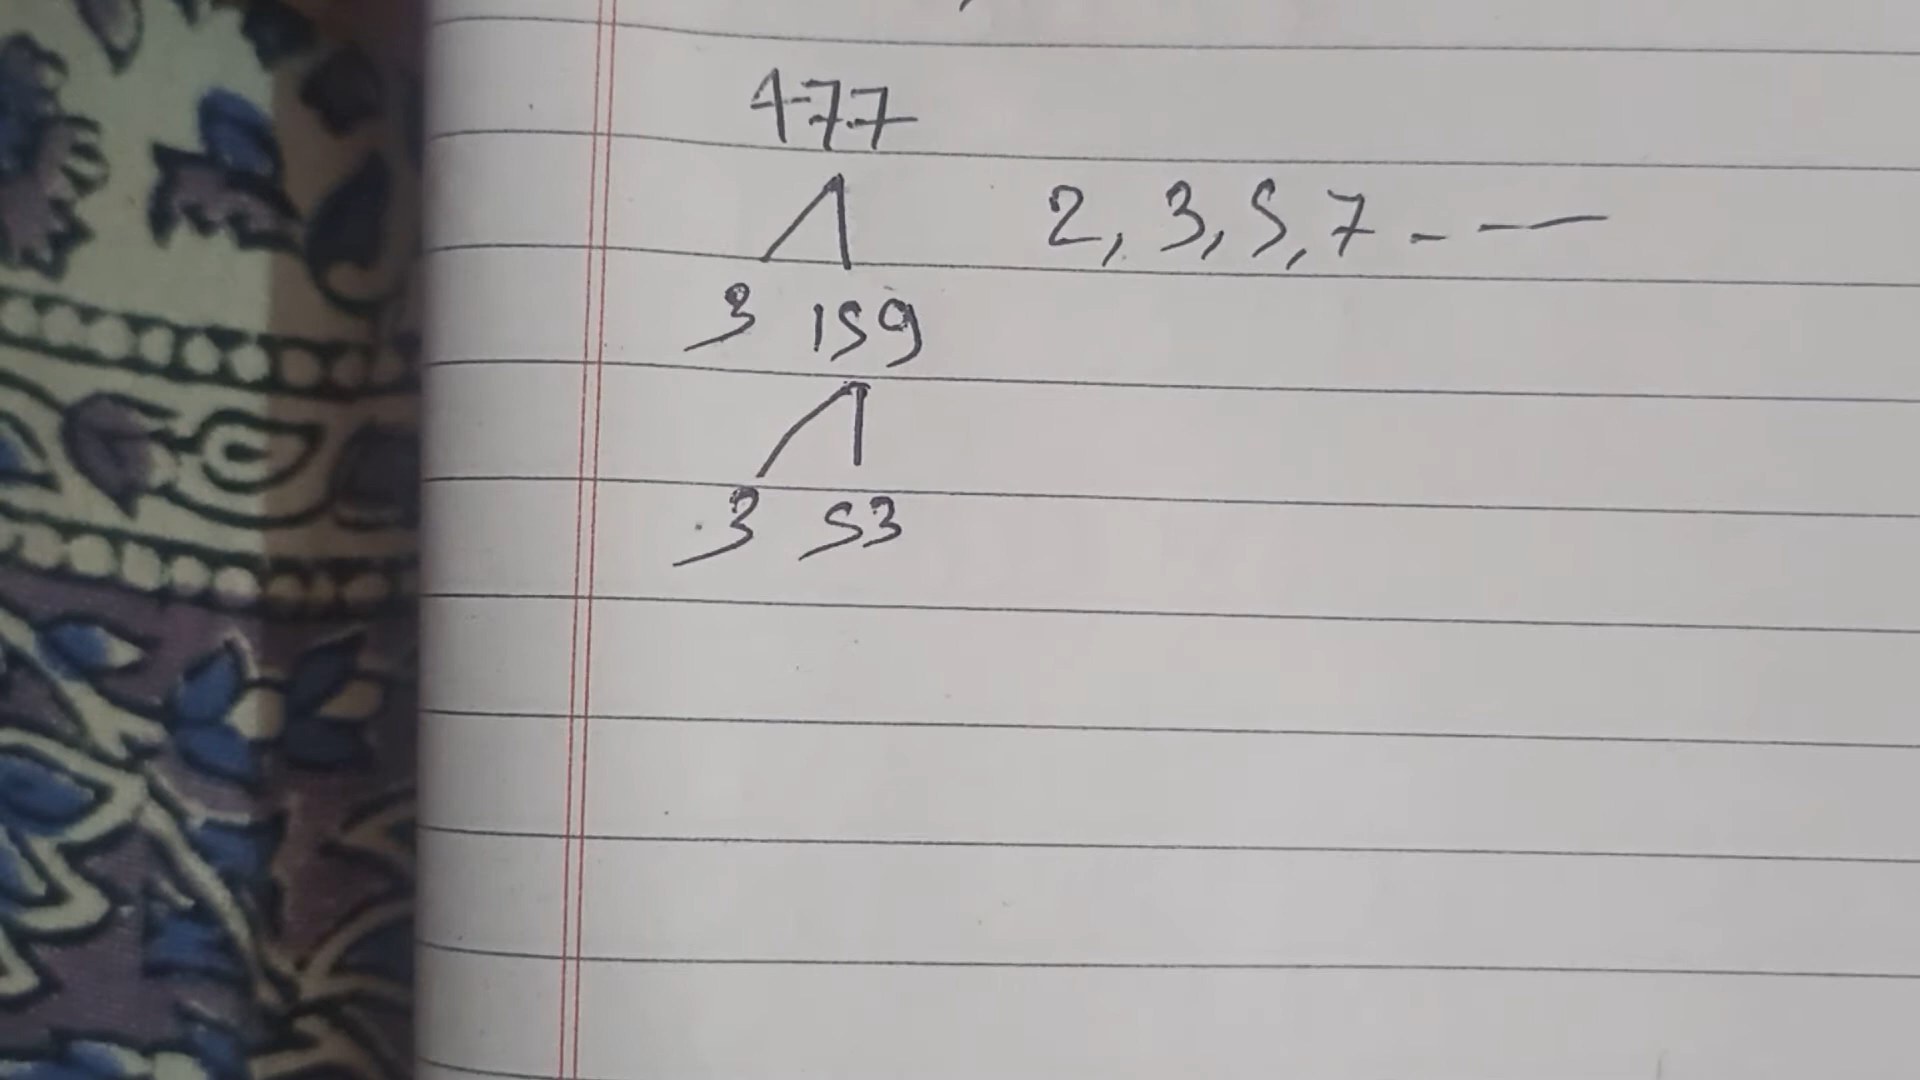 477
2, 3, 5, 7 - —
3 159
3 53